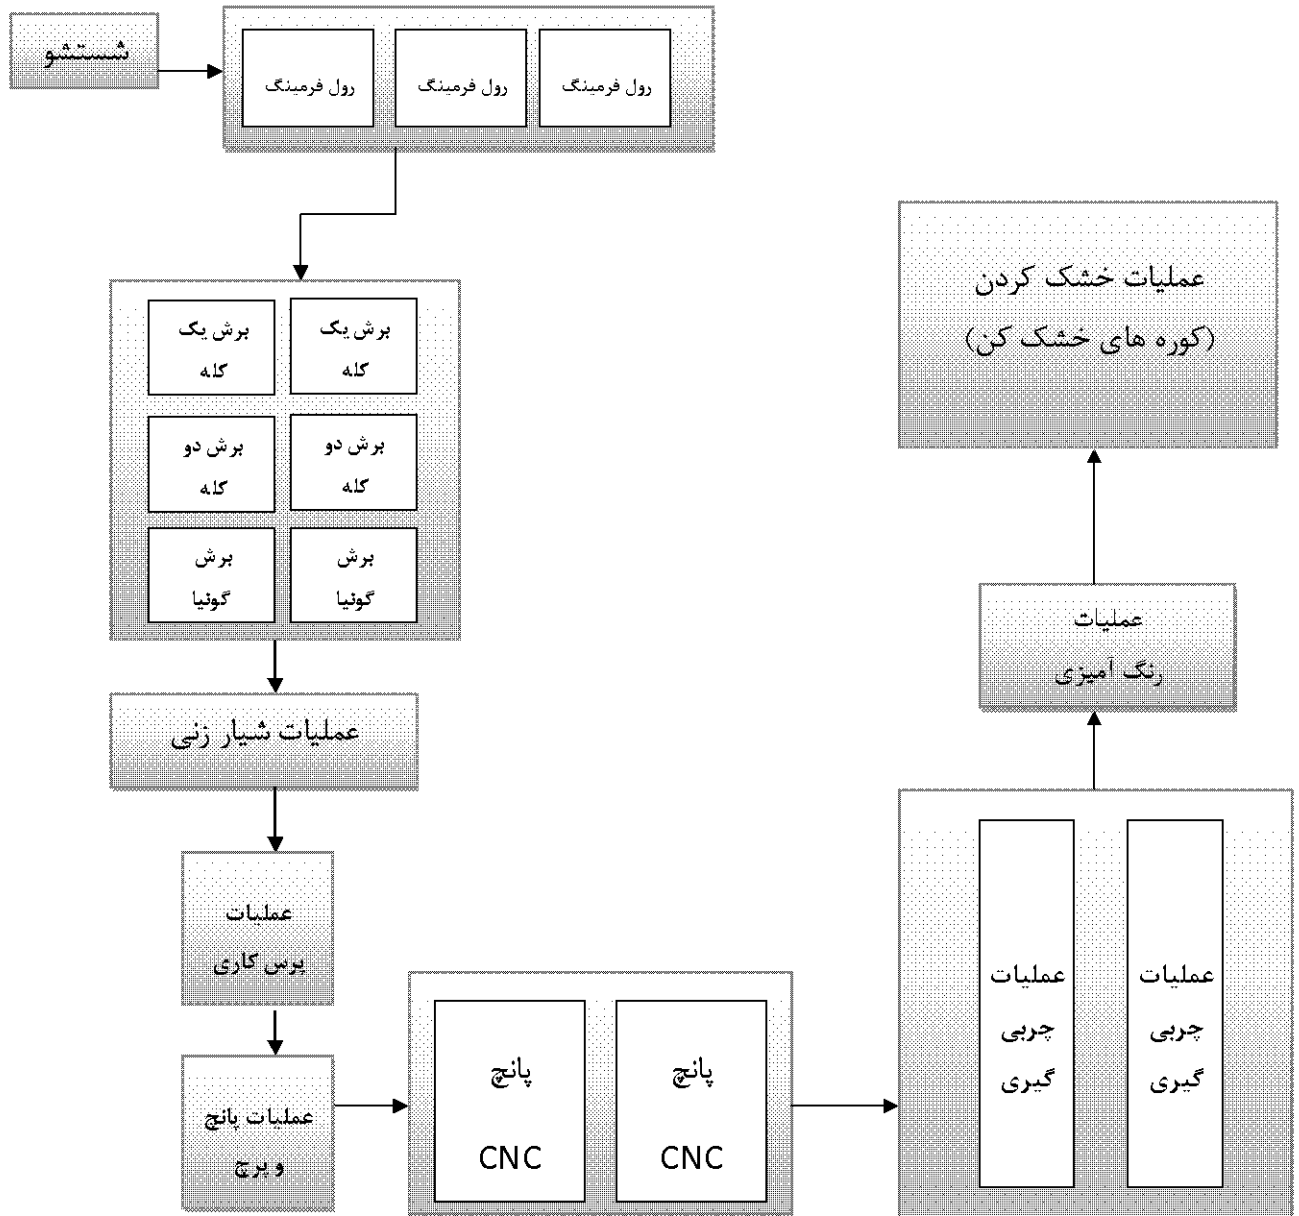 شستشو
رول فرمینگ
رول فرمینگ
رول فرمینگ
برش یک
کله
برش یک
کله
برش دو
کله
برش دو
کله
برش
گونیا
برش
گونیا
عملیات شیار زنی
عملیات
پرس کاری
عملیات پانچ
و پرچ
پانچ
CNC
پانچ
CNC
عملیات
چربی
گیری
عملیات
چربی
گیری
عملیات
رنگ آمیزی
عملیات خشک کردن
(کوره های خشک کن)